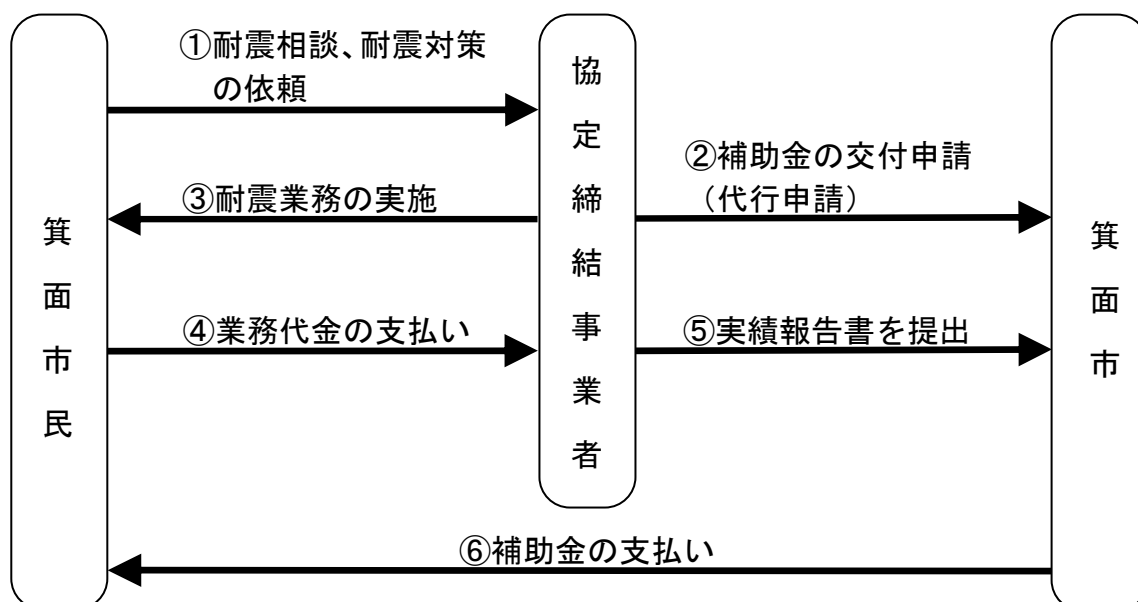 ①耐震相談、耐震対策
の依頼
協定締結事業者
②補助金の交付申請
（代行申請）
③耐震業務の実施
箕面市民
箕面市
④業務代金の支払い
⑤実績報告書を提出
⑥補助金の支払い